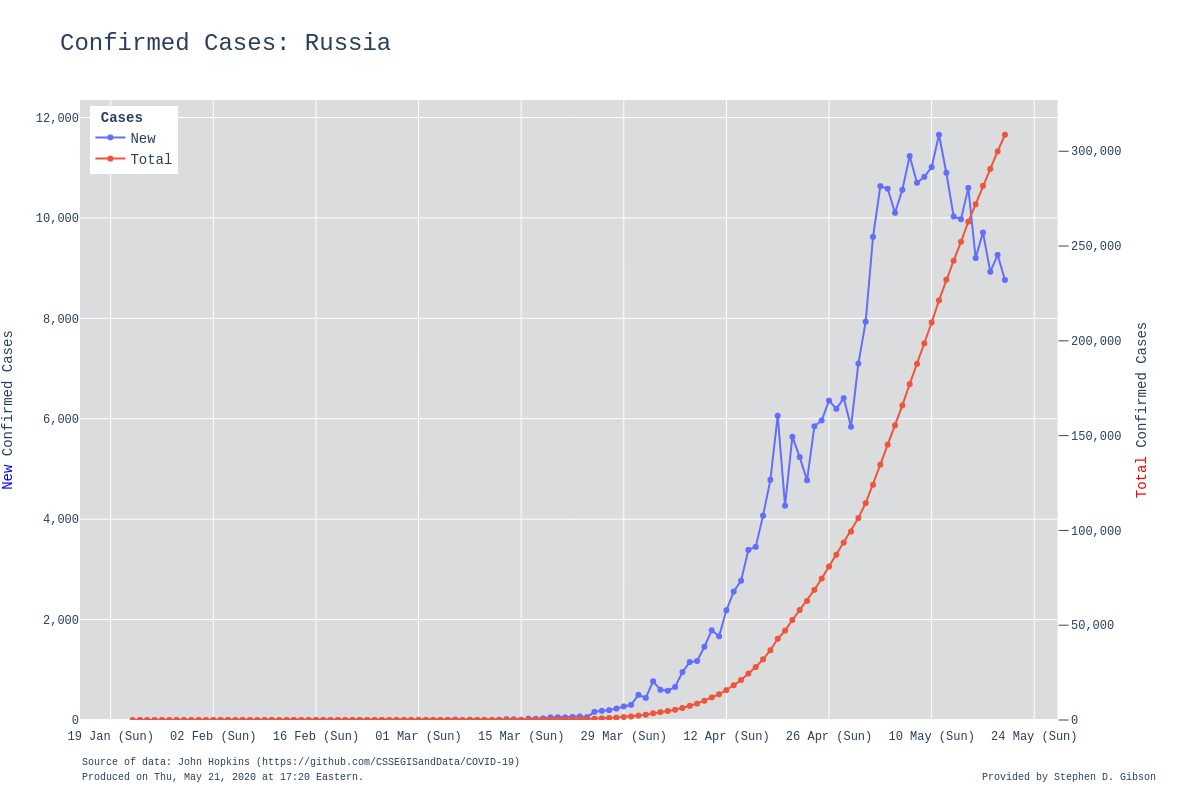 Confirmed Cases: Russia
Cases
New
Total
12,000
10,000
8,000
6,000
4,000
2,000
0
New Confirmed Cases
300,000
250,000
200,000
150,000
100,000
50,000
0
Total Confirmed Cases
19 Jan (Sun) 02 Feb (Sun) 16 Feb (Sun) 01 Mar (Sun) 15 Mar (Sun) 29 Mar (Sun) 12 Apr (Sun) 26 Apr (Sun) 10 May (Sun) 24 May (Sun)
Source of data: John Hopkins (https://github.com/CSSEGISandData/COVID-19)
Produced on Thu, May 21, 2020 at 17:20 Eastern.
Provided by Stephen D. Gibson